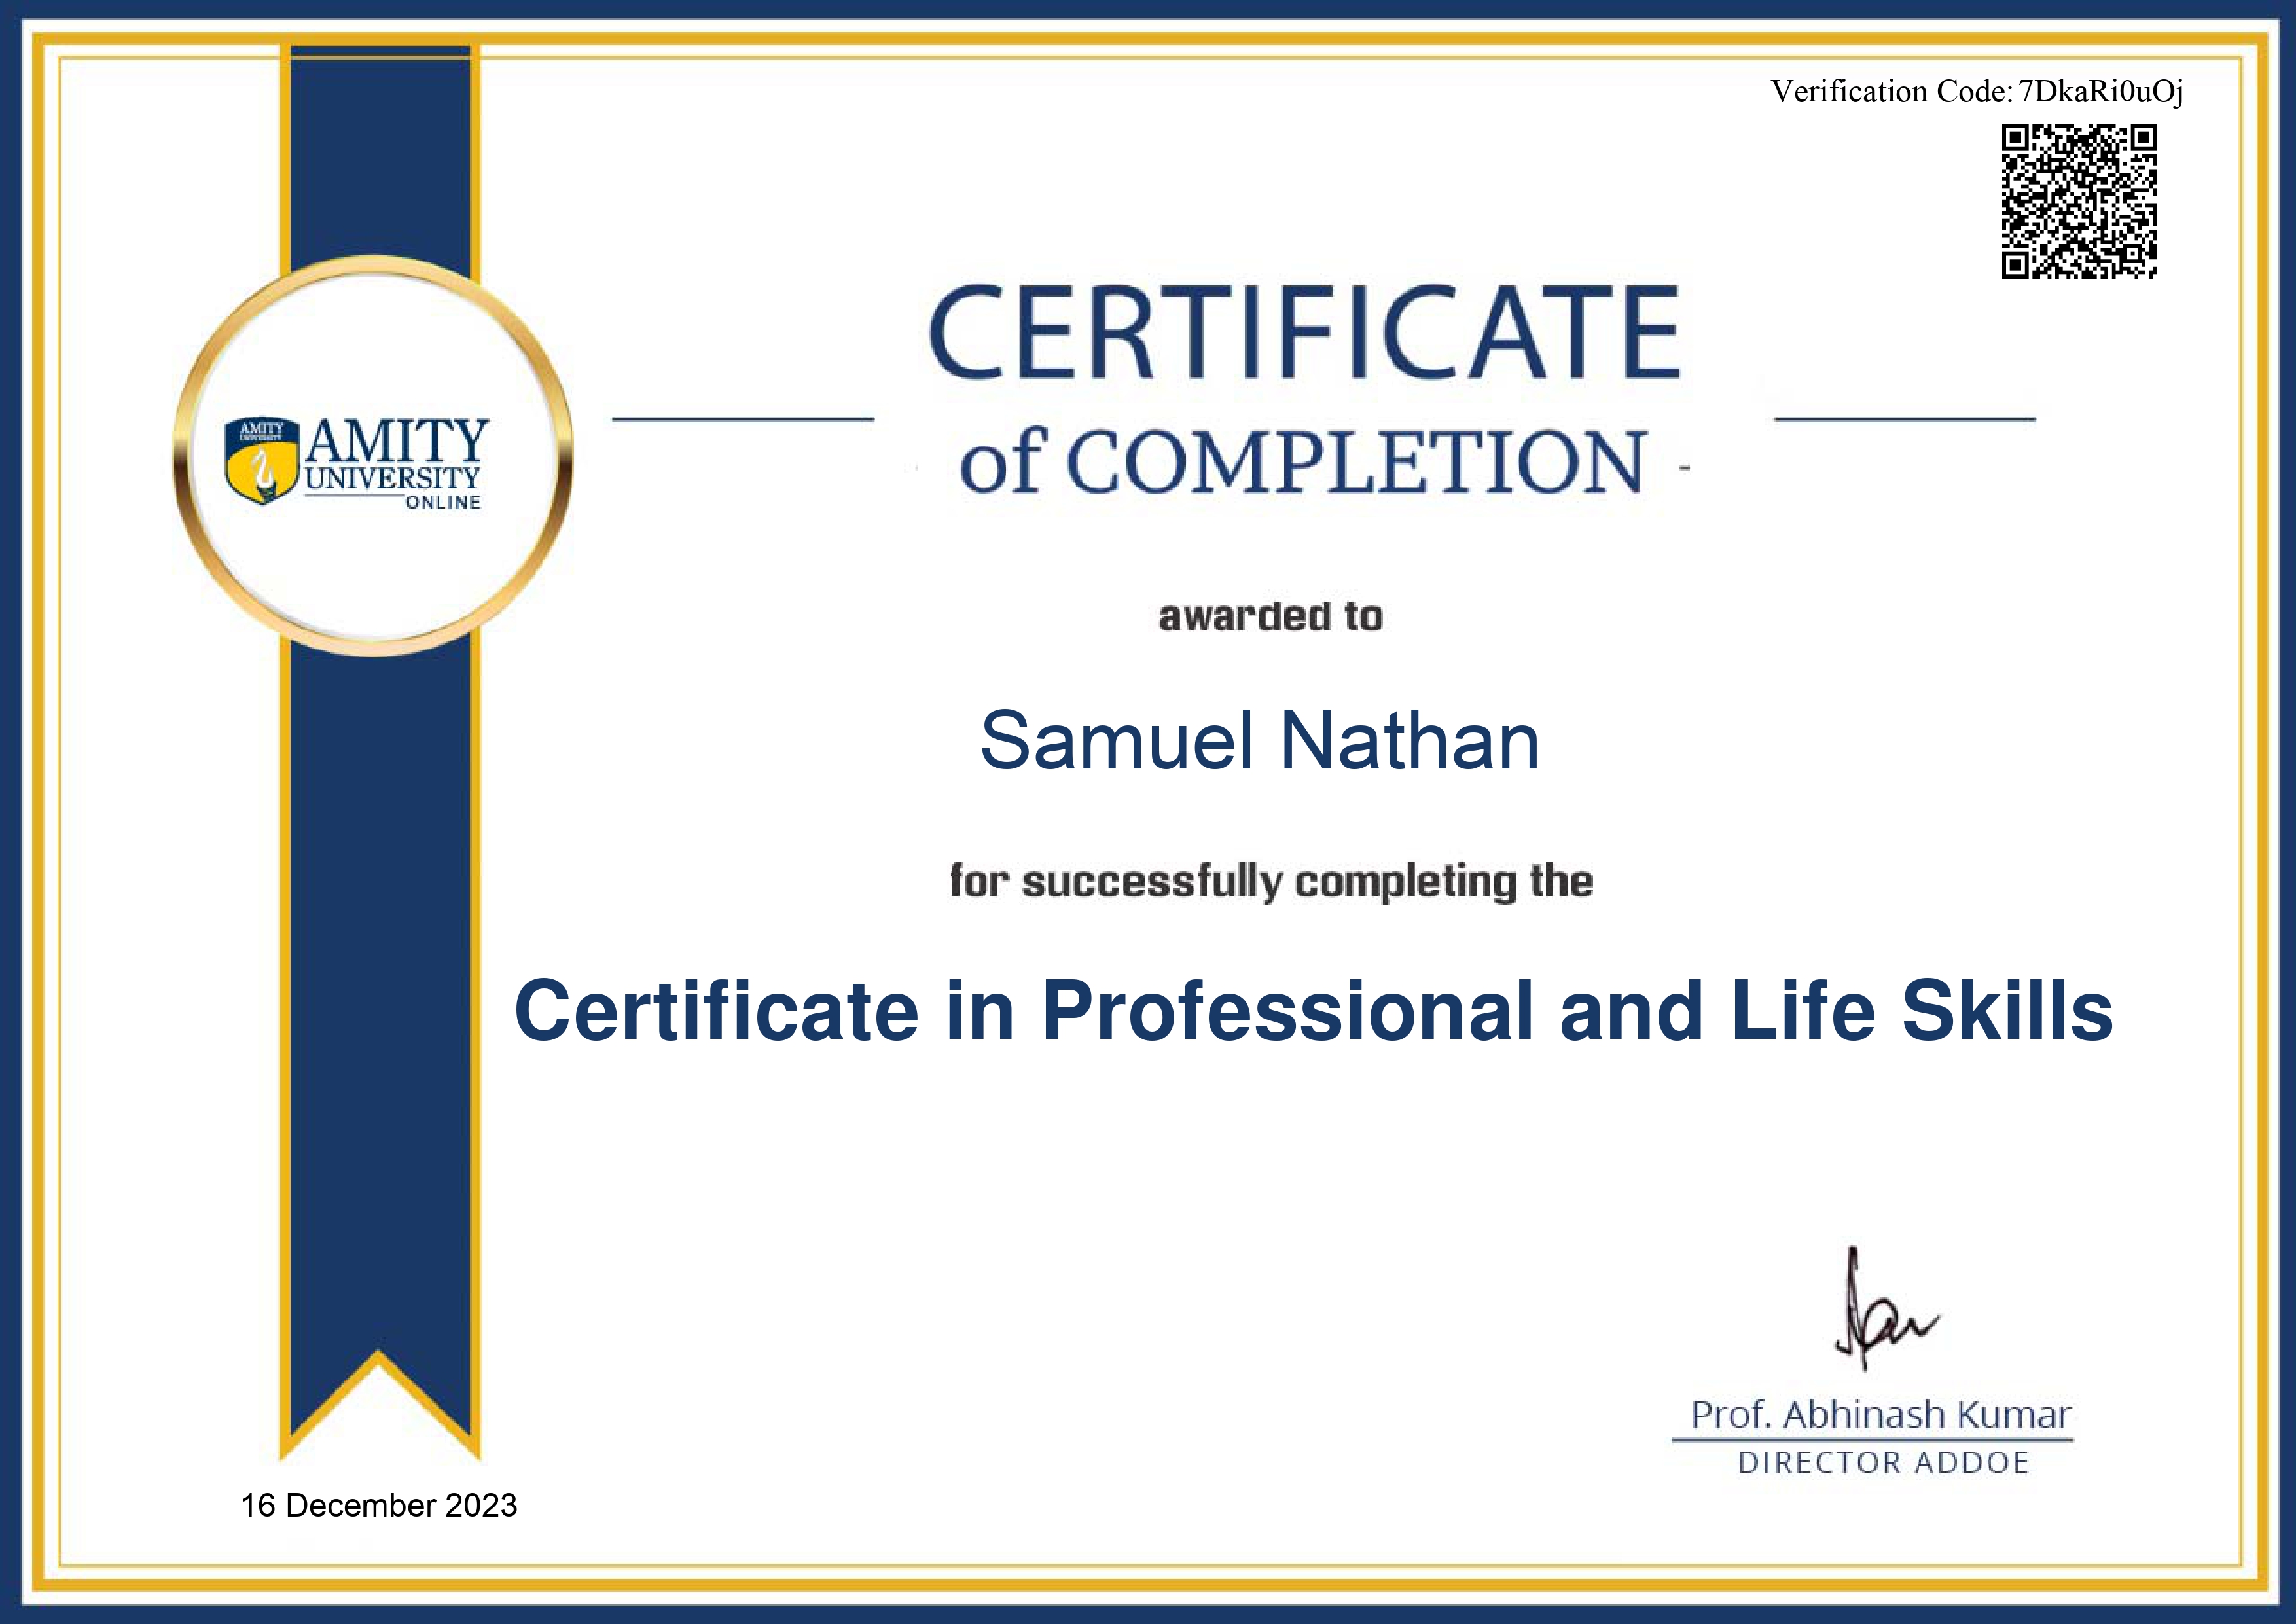 Verification Code: 7DkaRi0uOj
CERTIFICATE
of COMPLETION
AMITY
UNIVERSITY
AMITY
UNIVERSITY
ONLINE
awarded to
Samuel Nathan
for successfully completing the
Certificate in Professional and Life Skills
Prof. Abhinash Kumar
DIRECTOR ADDOE
16 December 2023